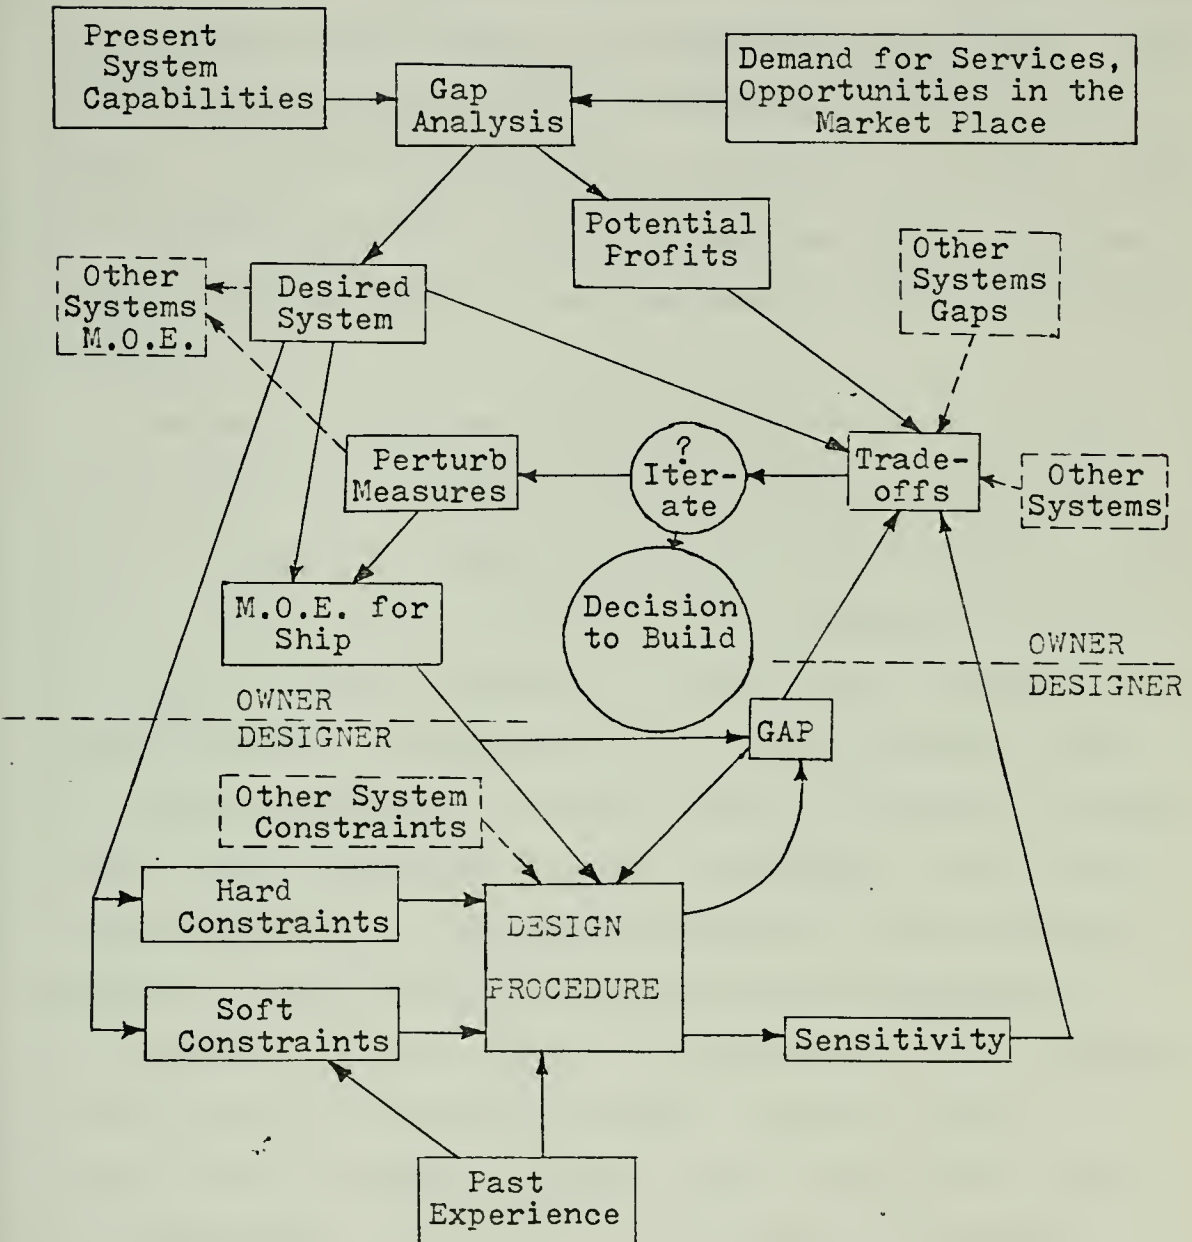 Present
System
Capabilities
Gap
Analysis
Demand for Services,
Opportunities in the
Market Place
Potential
Profits
Other
Systems
Gaps
Other
Systems
M.O.E.
Desired
System
Perturb
Measures
?
Iter-
ate
Trade-
offs
Other
Systems
M.O.E. for
Ship
Decision
to Build
OWNER
DESIGNER
OWNER
DESIGNER
GAP
Other System
Constraints
Hard
Constraints
DESIGN
PROCEDURE
Soft
Constraints
Sensitivity
Past
Experience